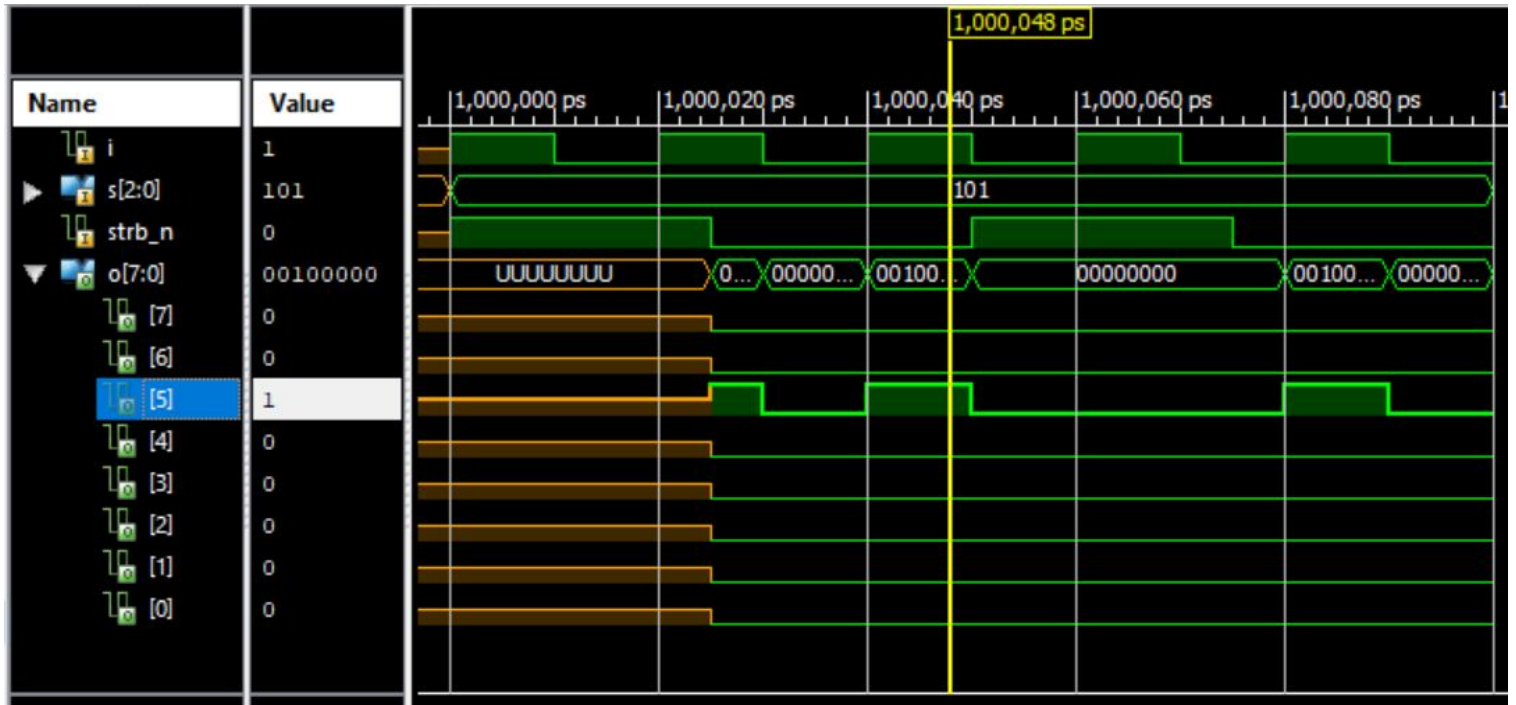 1,000,048 ps
Name Value 1,000,000 ps 1,000,020 ps 1,000,040 ps 1,000,060 ps 1,000,080 ps 1
i 1
s[2:0] 101 101
strb_n 0
o[7:0] 00100000 UUUUUUUU 0... 00000... 00100... 00000000 00100... 00000...
[7] 0
[6] 0
[5] 1
[4] 0
[3] 0
[2] 0
[1] 0
[0] 0